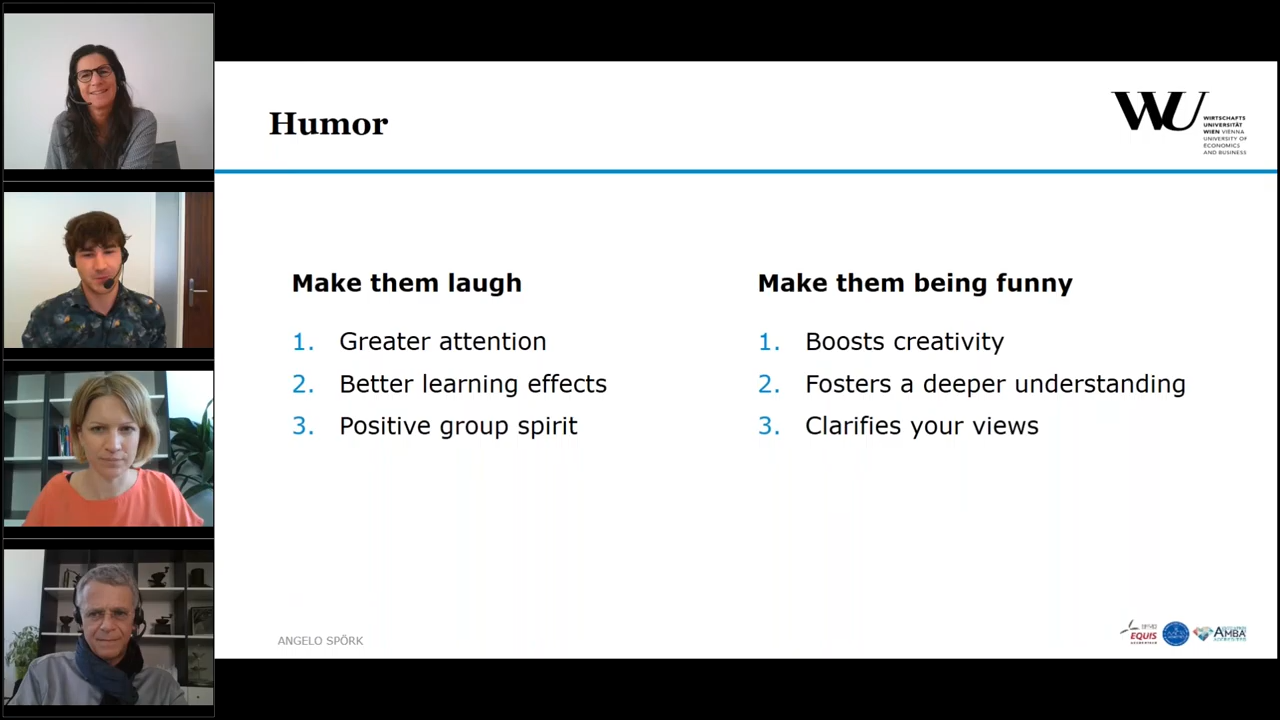 Humor
WU
WIRTSCHAFTS
UNIVERSITÄT
WIEN VIENNA
UNIVERSITY OF
ECONOMICS
AND BUSINESS
Make them laugh
1. Greater attention
2. Better learning effects
3. Positive group spirit
Make them being funny
1. Boosts creativity
2. Fosters a deeper understanding
3. Clarifies your views
ANGELO SPÖRK
EQUIS
AMBA